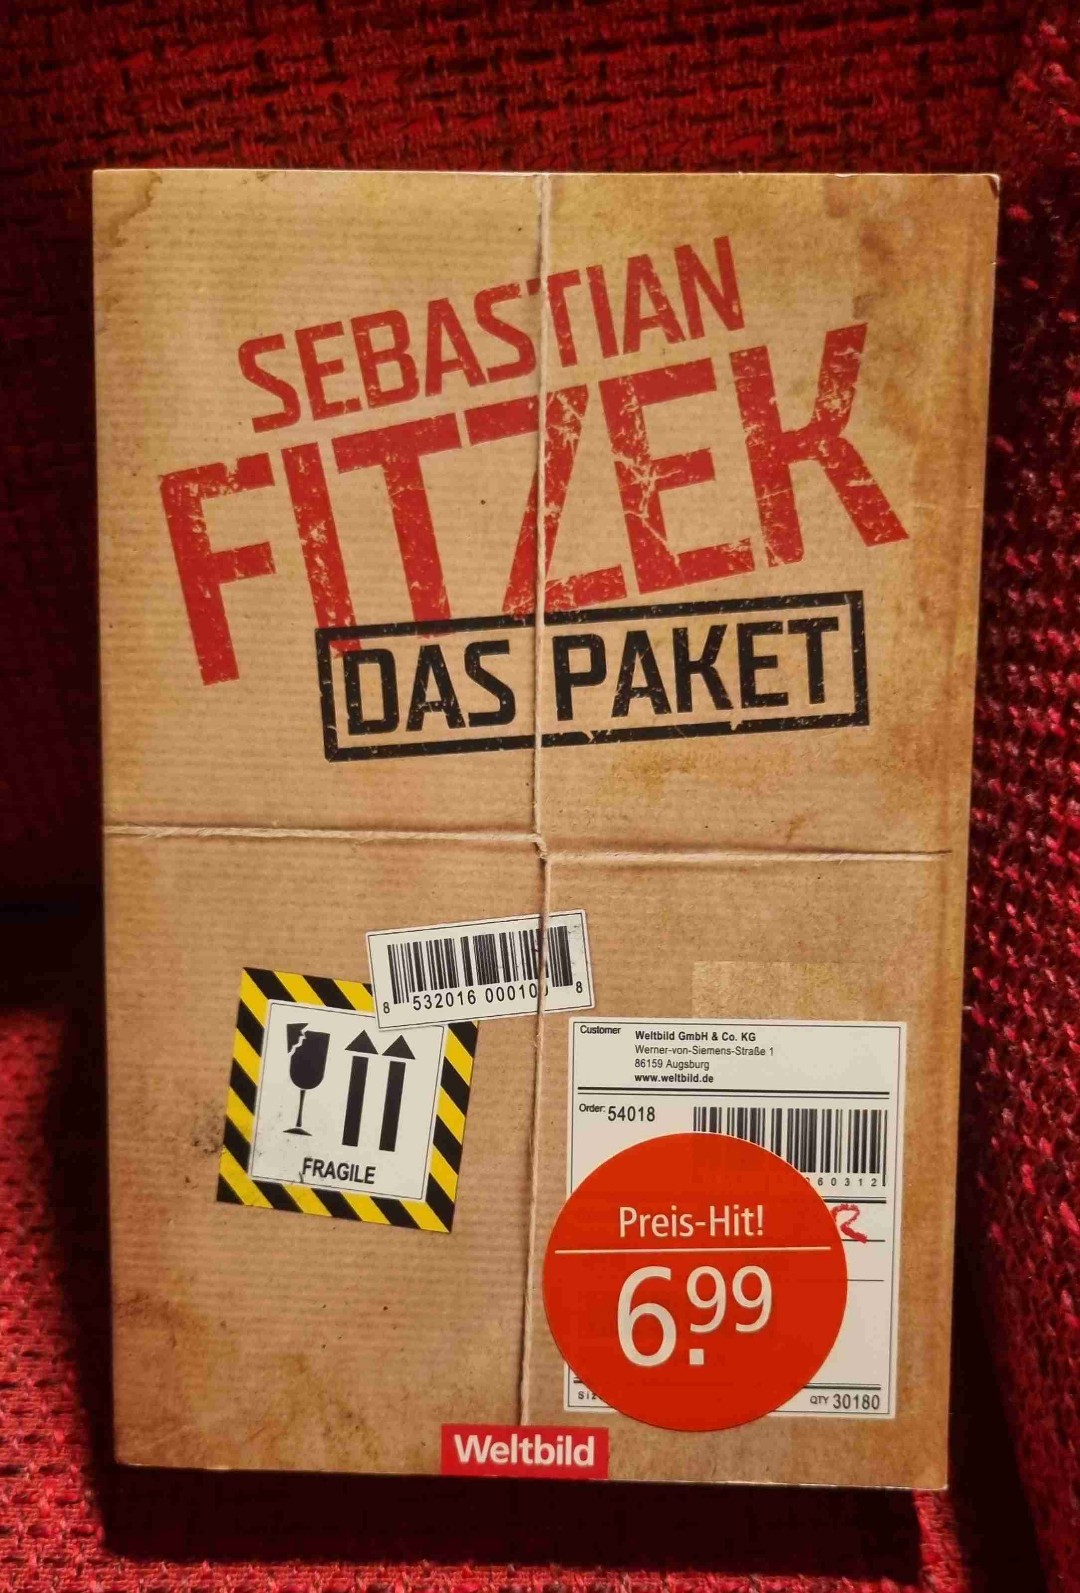 SEBASTIAN
FITZEK
DAS PAKET
8 532016 00010 8
FRAGILE
Customer Weltbild GmbH & Co. KG
Werner-von-Siemens-Straße 1
86159 Augsburg
www.weltbild.de
Order: 54018
60312
R
Preis-Hit!
6.99
QTY 30180
Weltbild